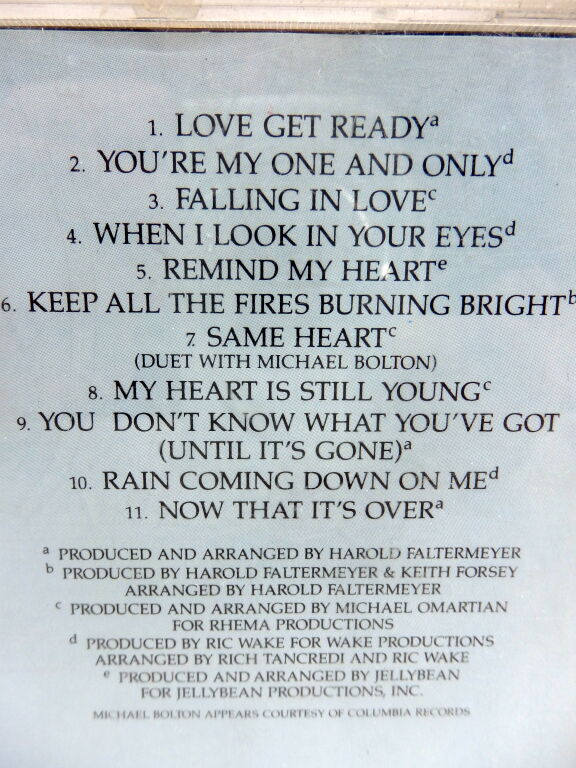 1. LOVE GET READYᵃ
2. YOU'RE MY ONE AND ONLYᵈ
3. FALLING IN LOVEᶜ
4. WHEN I LOOK IN YOUR EYESᵈ
5. REMIND MY HEARTᵉ
6. KEEP ALL THE FIRES BURNING BRIGHTᵇ
7. SAME HEARTᶜ
(DUET WITH MICHAEL BOLTON)
8. MY HEART IS STILL YOUNGᶜ
9. YOU DON'T KNOW WHAT YOU'VE GOT
(UNTIL IT'S GONE)ᵃ
10. RAIN COMING DOWN ON MEᵈ
11. NOW THAT IT'S OVERᵃ
ᵃ PRODUCED AND ARRANGED BY HAROLD FALTERMEYER
ᵇ PRODUCED BY HAROLD FALTERMEYER & KEITH FORSEY
ARRANGED BY HAROLD FALTERMEYER
ᶜ PRODUCED AND ARRANGED BY MICHAEL OMARTIAN
FOR RHEMA PRODUCTIONS
ᵈ PRODUCED BY RIC WAKE FOR WAKE PRODUCTIONS
ARRANGED BY RICH TANCREDI AND RIC WAKE
ᵉ PRODUCED AND ARRANGED BY JELLYBEAN
FOR JELLYBEAN PRODUCTIONS, INC.
MICHAEL BOLTON APPEARS COURTESY OF COLUMBIA RECORDS